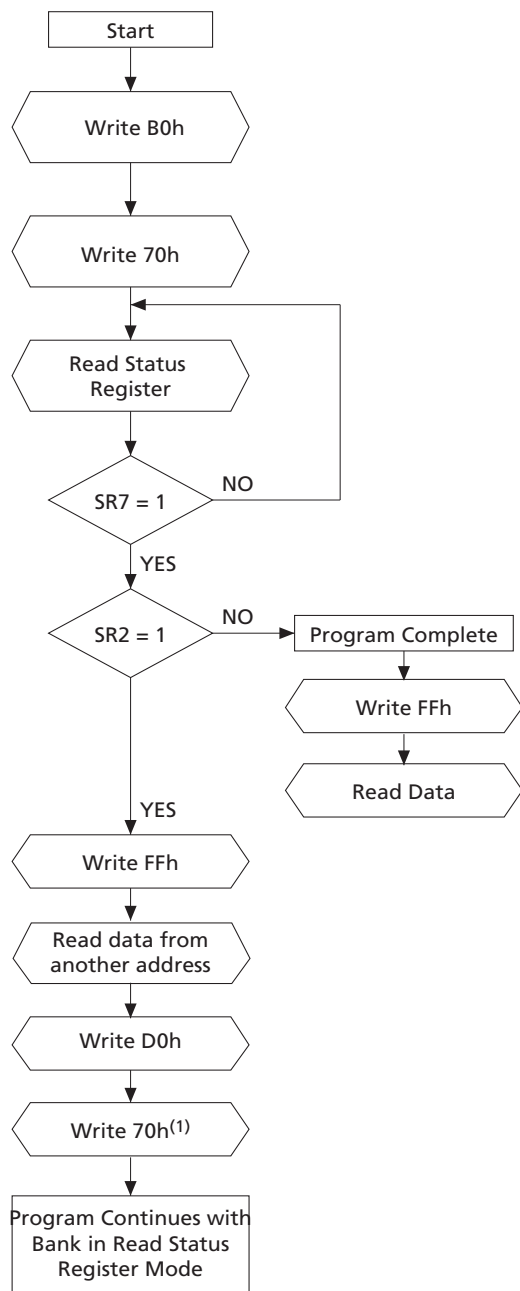 Start
Write B0h
Write 70h
Read Status
Register
SR7 = 1
NO
YES
SR2 = 1
NO
Program Complete
Write FFh
Read Data
YES
Write FFh
Read data from
another address
Write D0h
Write 70h(1)
Program Continues with
Bank in Read Status
Register Mode